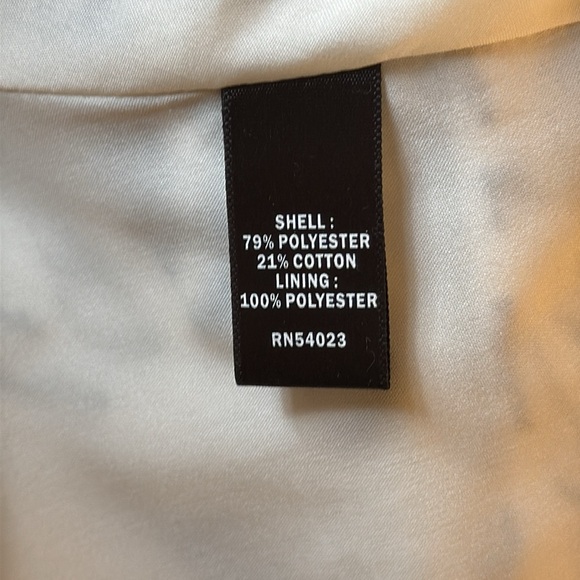 SHELL :
79% POLYESTER
21% COTTON
LINING :
100% POLYESTER
RN54023